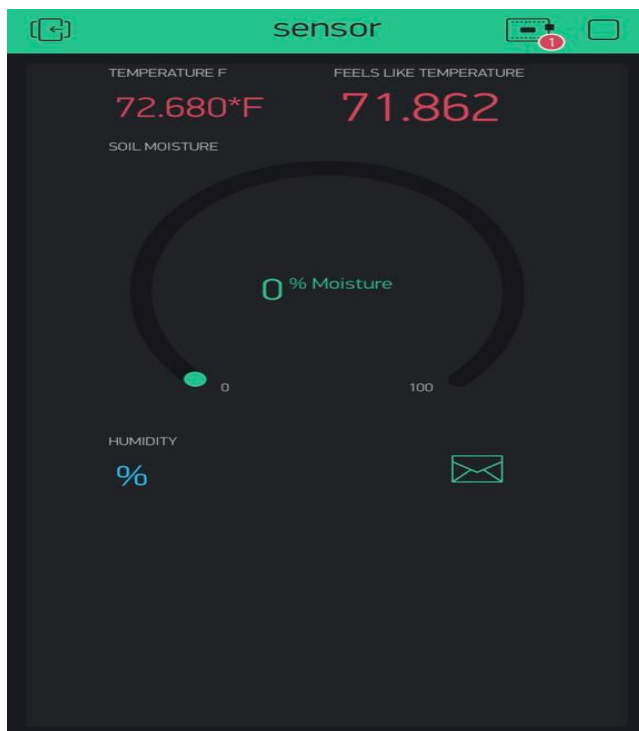 sensor
1
TEMPERATURE F FEELS LIKE TEMPERATURE
72.680*F 71.862
SOIL MOISTURE
0 % Moisture
0 100
HUMIDITY
%